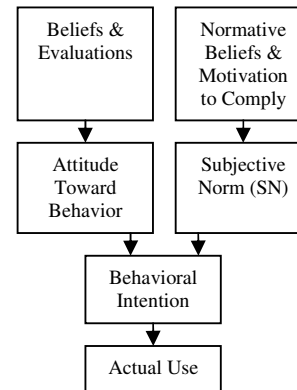 Beliefs &
Evaluations
Normative
Beliefs &
Motivation
to Comply
Attitude
Toward
Behavior
Subjective
Norm (SN)
Behavioral
Intention
Actual Use